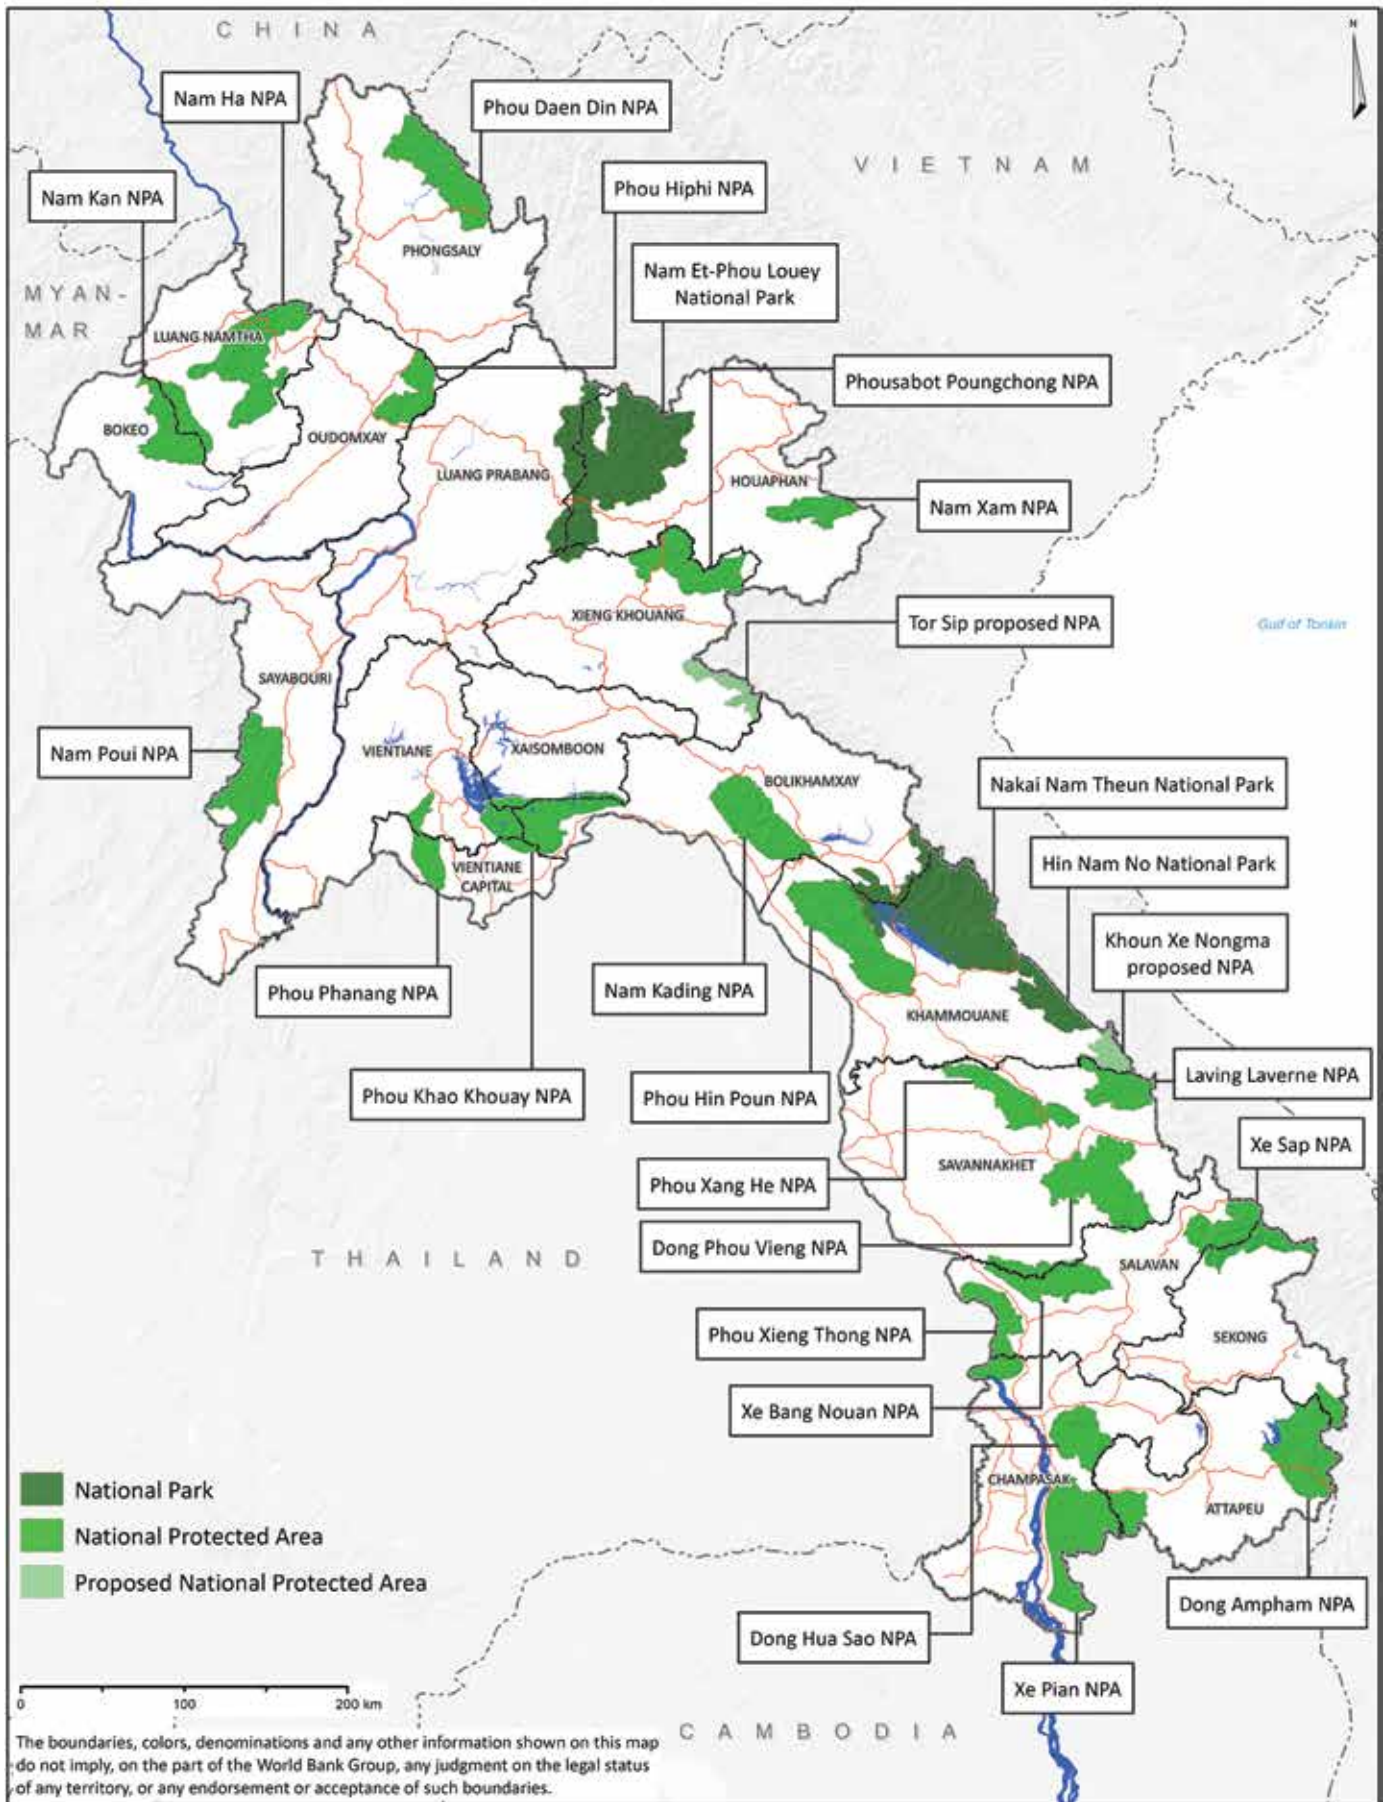 CHINA
N
Nam Ha NPA
Phou Daen Din NPA
VIETNAM
Nam Kan NPA
Phou Hiphi NPA
PHONGSALY
Nam Et-Phou Louey
National Park
MYAN-
MAR
LUANG NAMTHA
Phousabot Poungchong NPA
BOKEO
OUDOMXAY
LUANG PRABANG
HOUAPHAN
Nam Xam NPA
XIENG KHOUANG
Tor Sip proposed NPA
Gulf of Tonkin
SAYABOURI
Nam Poui NPA
VIENTIANE
XAISOMBOON
BOLIKHAMXAY
Nakai Nam Theun National Park
Hin Nam No National Park
VIENTIANE
CAPITAL
Khoun Xe Nongma
proposed NPA
Phou Phanang NPA
Nam Kading NPA
KHAMMOUANE
Phou Khao Khouay NPA
Phou Hin Poun NPA
Laving Laverne NPA
Xe Sap NPA
Phou Xang He NPA
SAVANNAKHET
Dong Phou Vieng NPA
THAILAND
SALAVAN
Phou Xieng Thong NPA
SEKONG
Xe Bang Nouan NPA
CHAMPASAK
ATTAPEU
National Park
National Protected Area
Proposed National Protected Area
Dong Ampham NPA
Dong Hua Sao NPA
Xe Pian NPA
0 100 200 km
CAMBODIA
The boundaries, colors, denominations and any other information shown on this map
do not imply, on the part of the World Bank Group, any judgment on the legal status
of any territory, or any endorsement or acceptance of such boundaries.